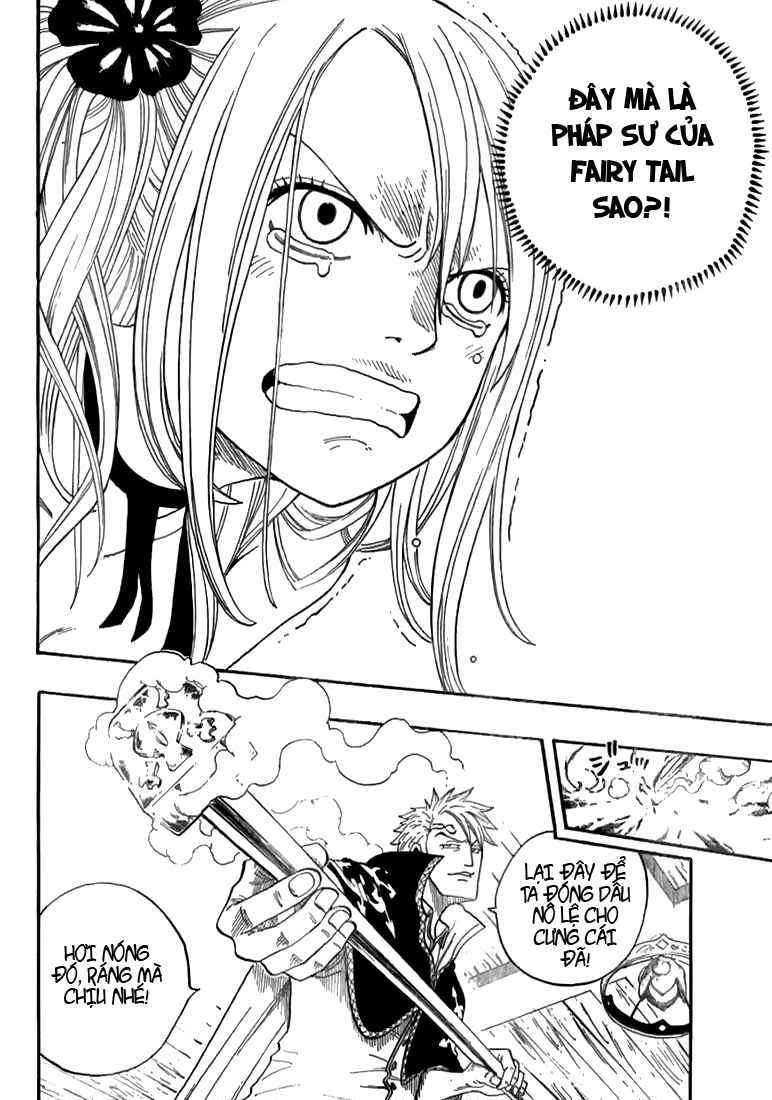 ĐÂY MÀ LÀ
PHÁP SƯ CỦA
FAIRY TAIL
SAO?!
LẠI ĐÂY ĐỂ
TA ĐÓNG DẤU
NÔ LỆ CHO
CƯNG CÁI
ĐÃ!
HƠI NÓNG
ĐÓ, RÁNG MÀ
CHỊU NHÉ!